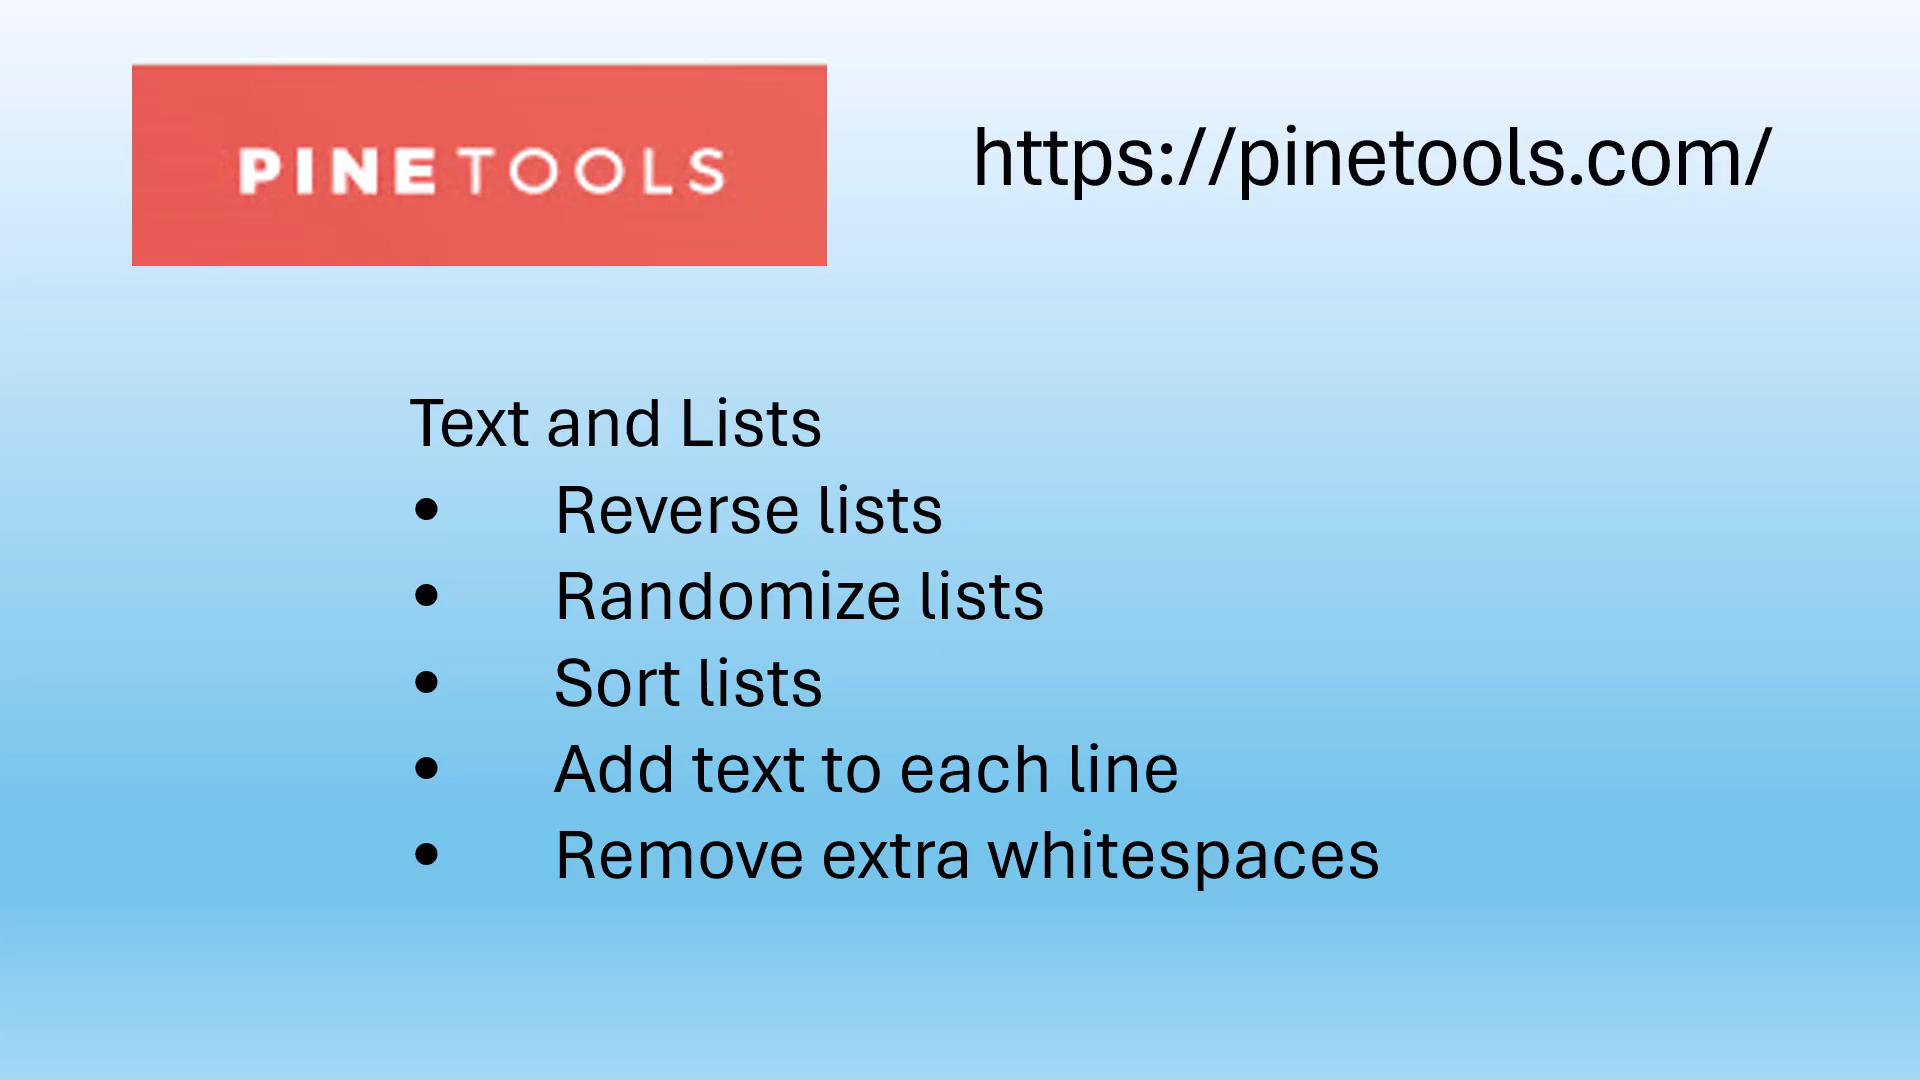 PINETOOLS
https://pinetools.com/
Text and Lists
• Reverse lists
• Randomize lists
• Sort lists
• Add text to each line
• Remove extra whitespaces